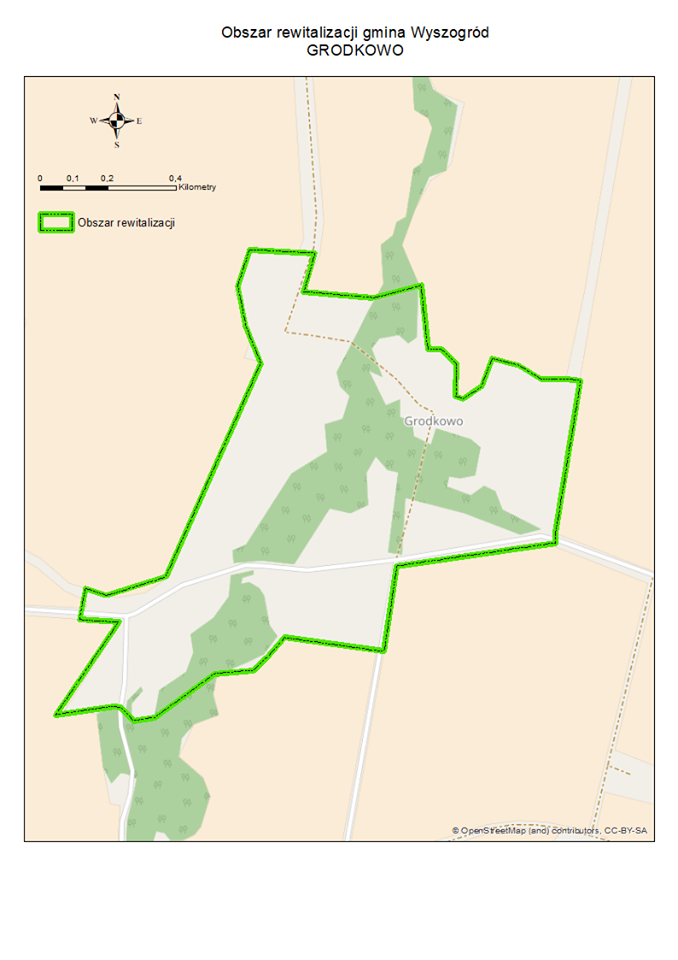 Obszar rewitalizacji gmina Wyszogród
GRODKOWO
N
W E
S
0 0,1 0,2 0,4
Kilometry
Obszar rewitalizacji
Grodkowo
© OpenStreetMap (and) contributors, CC-BY-SA